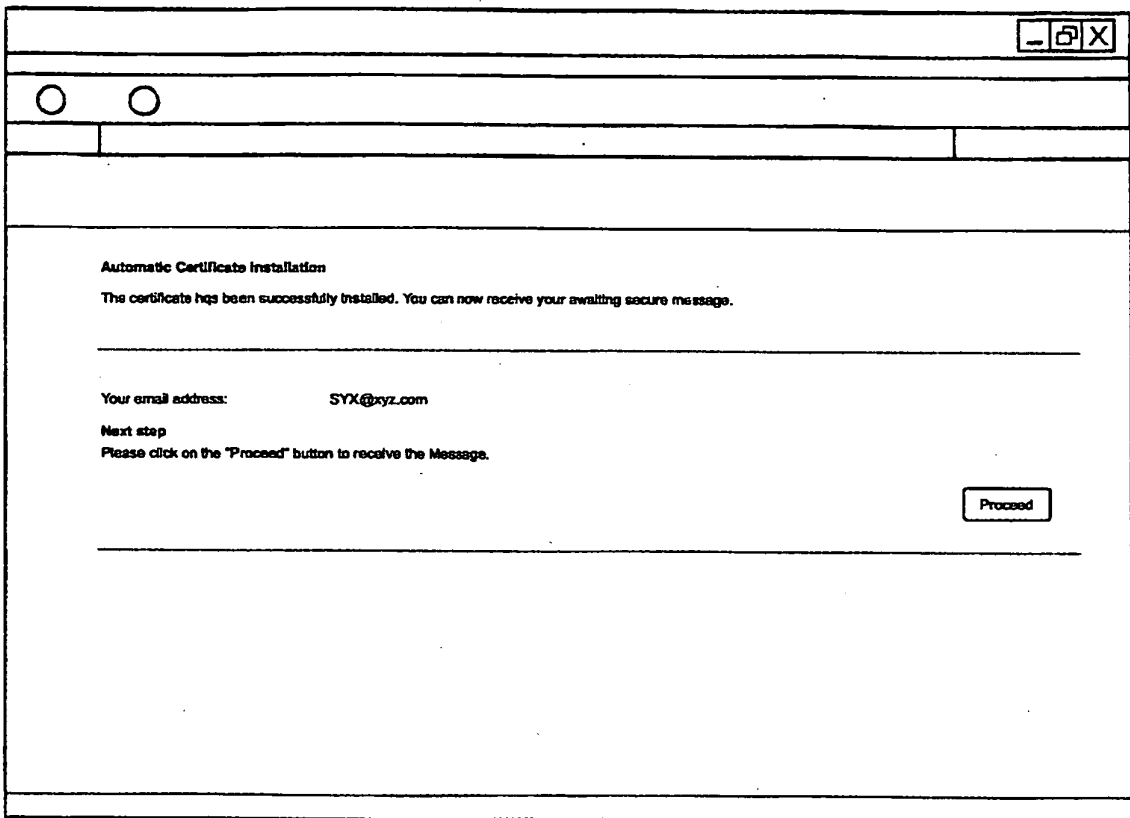 Automatic Certificate Installation
The certificate hqs been successfully installed. You can now receive your awaiting secure message.
Your email address: SYX@xyz.com
Next step
Please click on the "Proceed" button to receive the Message.
Proceed